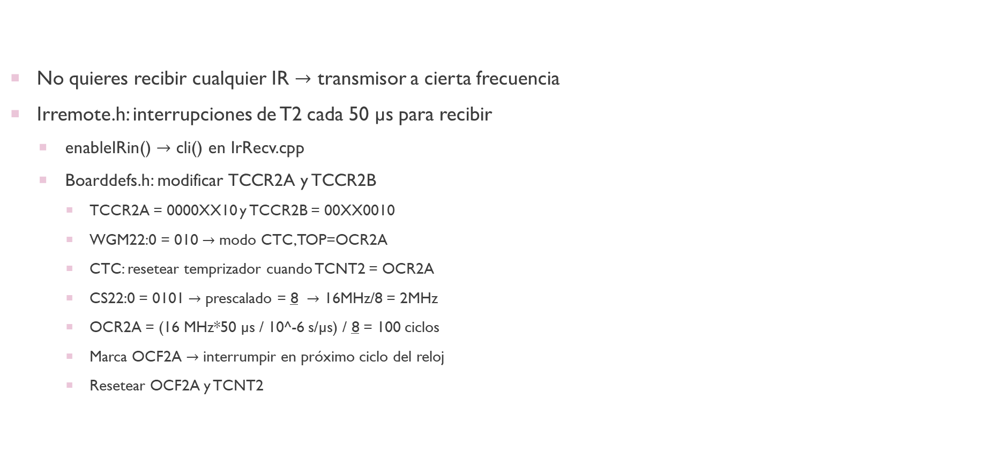 No quieres recibir cualquier IR → transmisor a cierta frecuencia
Irremote.h: interrupciones de T2 cada 50 µs para recibir
enableIRin() → cli() en IrRecv.cpp
Boarddefs.h: modificar TCCR2A y TCCR2B
TCCR2A = 0000XX10 y TCCR2B = 00XX0010
WGM22:0 = 010 → modo CTC, TOP=OCR2A
CTC: resetear temprizador cuando TCNT2 = OCR2A
CS22:0 = 0101 → prescalado = 8 → 16MHz/8 = 2MHz
OCR2A = (16 MHz*50 µs / 10^-6 s/µs) / 8 = 100 ciclos
Marca OCF2A → interrumpir en próximo ciclo del reloj
Resetear OCF2A y TCNT2